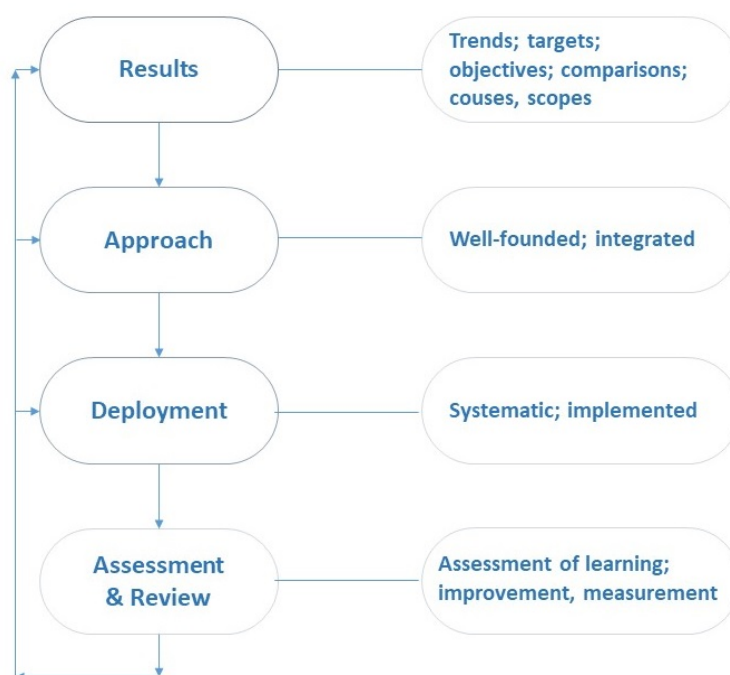 Results
Trends; targets;
objectives; comparisons;
couses, scopes
Approach
Well-founded; integrated
Deployment
Systematic; implemented
Assessment
& Review
Assessment of learning;
improvement, measurement